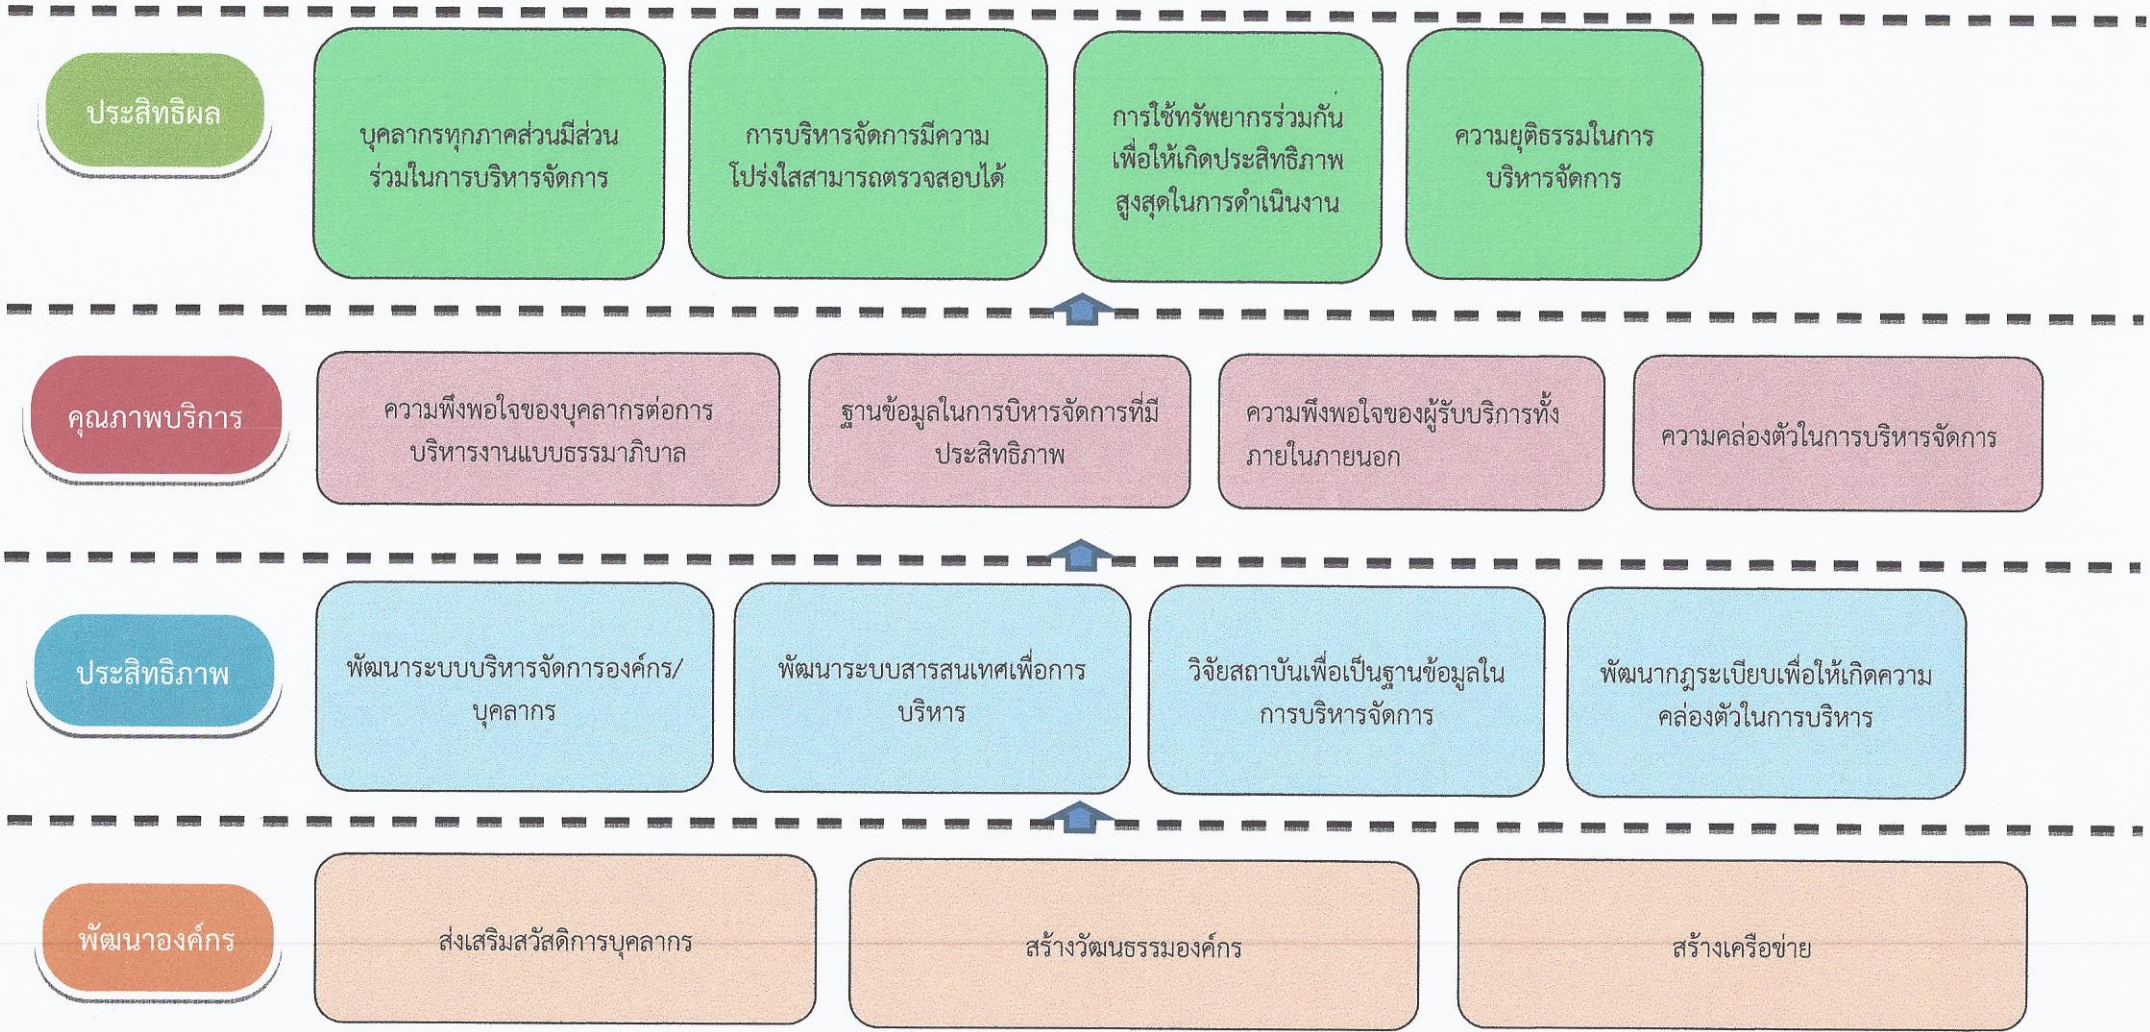 ประสิทธิผล
บุคลากรทุกภาคส่วนมีส่วน
ร่วมในการบริหารจัดการ
การบริหารจัดการมีความ
โปร่งใสสามารถตรวจสอบได้
การใช้ทรัพยากรร่วมกัน
เพื่อให้เกิดประสิทธิภาพ
สูงสุดในการดำเนินงาน
ความยุติธรรมในการ
บริหารจัดการ
คุณภาพบริการ
ความพึงพอใจของบุคลากรต่อการ
บริหารงานแบบธรรมาภิบาล
ฐานข้อมูลในการบิหารจัดการที่มี
ประสิทธิภาพ
ความพึงพอใจของผู้รับบริการทั้ง
ภายในภายนอก
ความคล่องตัวในการบริหารจัดการ
ประสิทธิภาพ
พัฒนาระบบบริหารจัดการองค์กร/
บุคลากร
พัฒนาระบบสารสนเทศเพื่อการ
บริหาร
วิจัยสถาบันเพื่อเป็นฐานข้อมูลใน
การบริหารจัดการ
พัฒนากฎระเบียบเพื่อให้เกิดความ
คล่องตัวในการบริหาร
พัฒนาองค์กร
ส่งเสริมสวัสดิการบุคลากร
สร้างวัฒนธรรมองค์กร
สร้างเครือข่าย